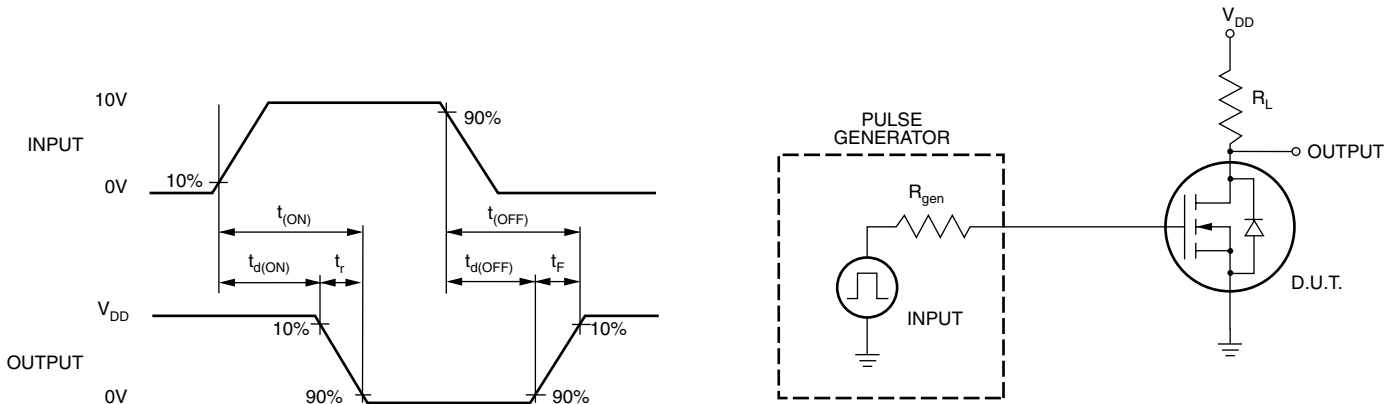 10V
INPUT
0V
10%
90%
t(ON)
t(OFF)
td(ON)
tr
td(OFF)
tF
VDD
OUTPUT
0V
10%
90%
10%
90%
PULSE
GENERATOR
Rgen
INPUT
VDD
RL
OUTPUT
D.U.T.